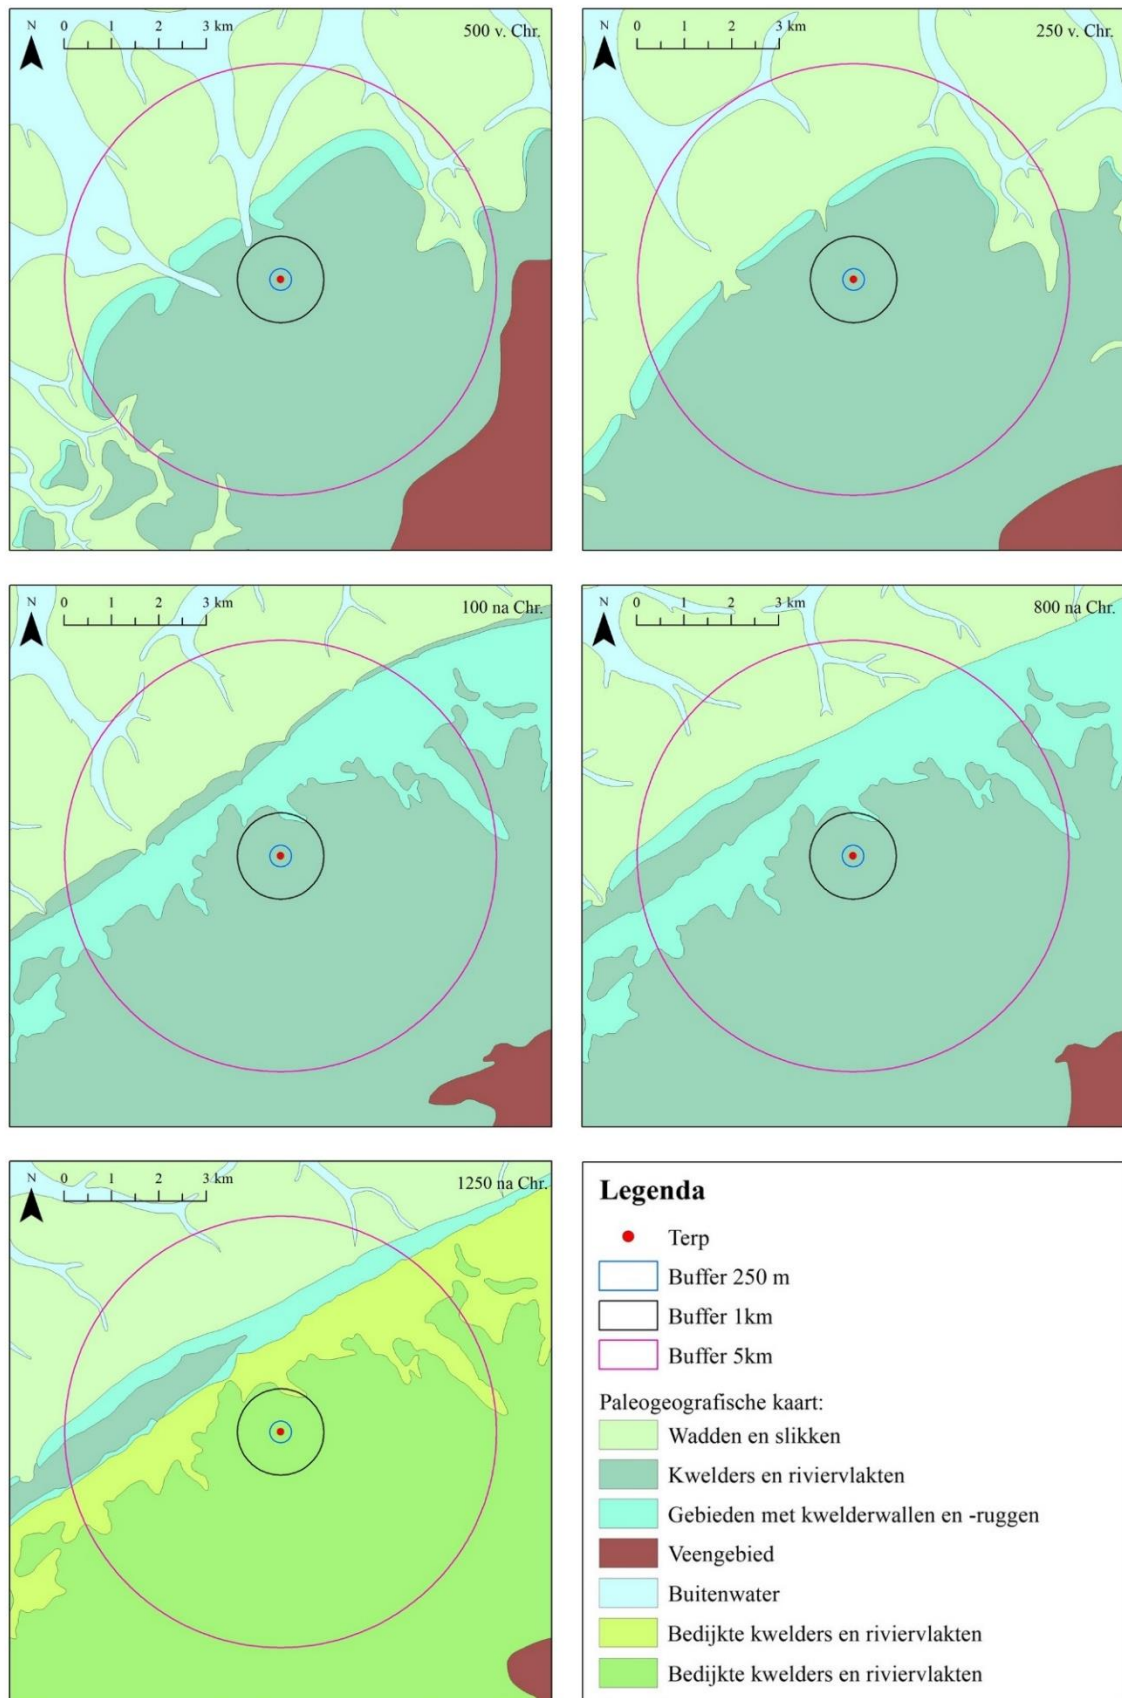 N 0 1 2 3 km 500 v. Chr.
N 0 1 2 3 km 250 v. Chr.
N 0 1 2 3 km 100 na Chr.
N 0 1 2 3 km 800 na Chr.
N 0 1 2 3 km 1250 na Chr.
Legenda
Terp
Buffer 250 m
Buffer 1km
Buffer 5km
Paleogeografische kaart:
Wadden en slikken
Kwelders en riviervlakten
Gebieden met kwelderwallen en -ruggen
Veengebied
Buitenwater
Bedijkte kwelders en riviervlakten
Bedijkte kwelders en riviervlakten